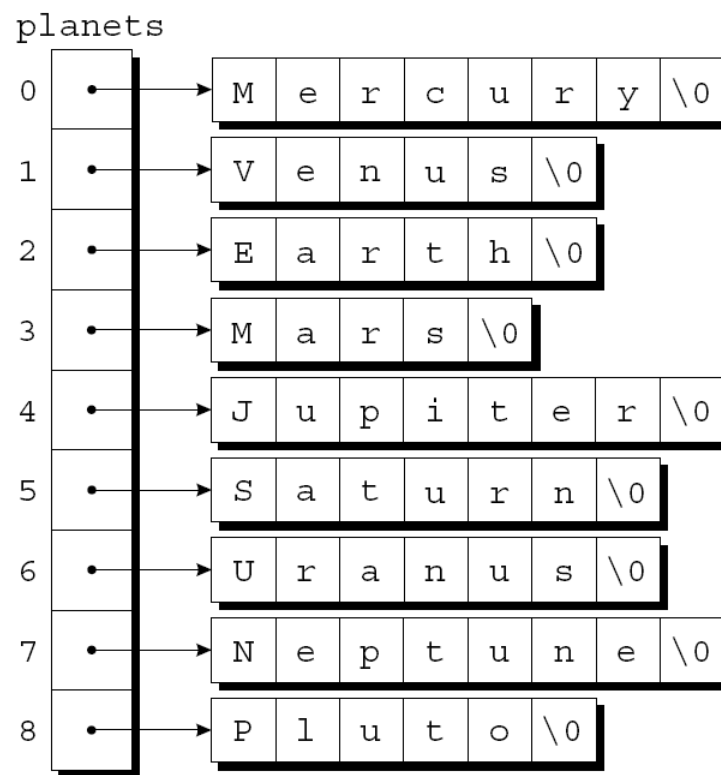 planets
0 M e r c u r y \0
1 V e n u s \0
2 E a r t h \0
3 M a r s \0
4 J u p i t e r \0
5 S a t u r n \0
6 U r a n u s \0
7 N e p t u n e \0
8 P l u t o \0